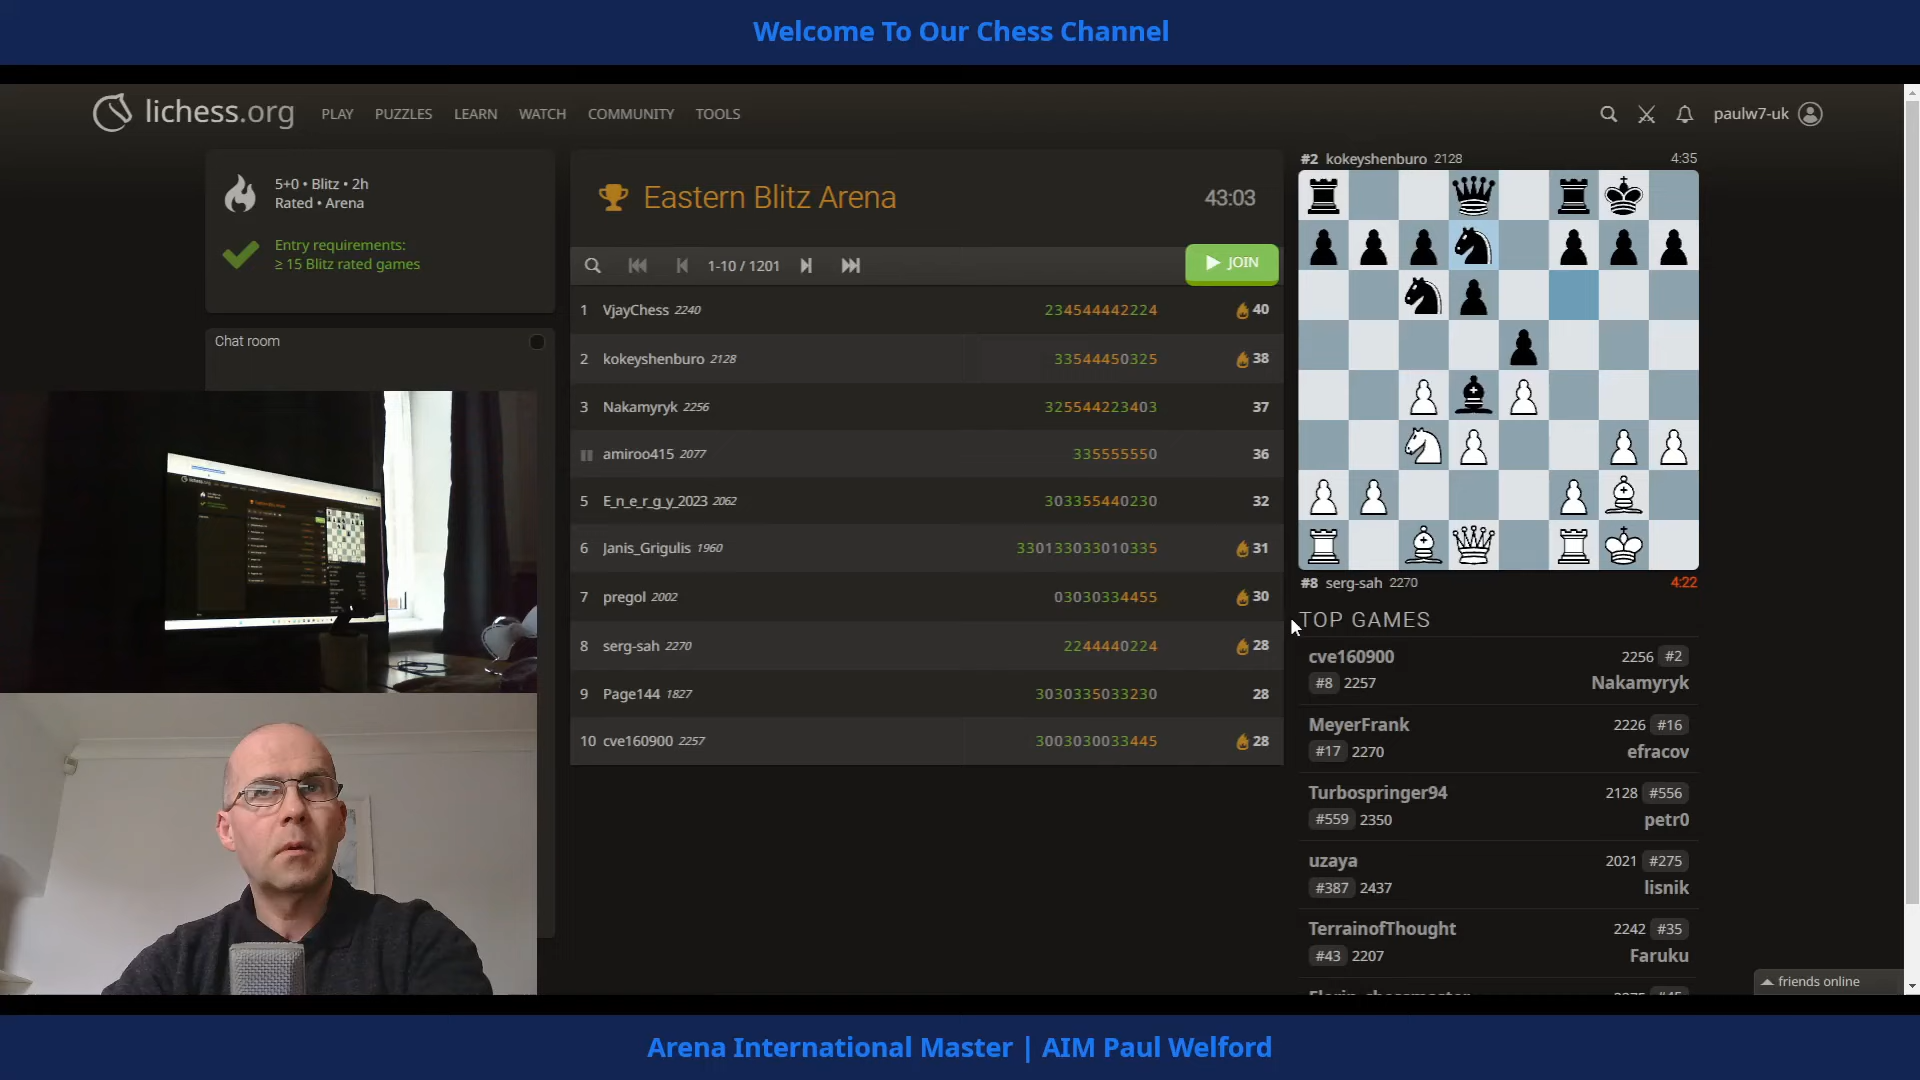 Welcome To Our Chess Channel
lichess.org PLAY PUZZLES LEARN WATCH COMMUNITY TOOLS paulw7-uk
5+0 • Blitz • 2h
Rated • Arena
Entry requirements:
≥ 15 Blitz rated games
Chat room
Eastern Blitz Arena 43:03
1-10 / 1201 JOIN
1 VjayChess 2240 234544442224 40
2 kokeyshenburo 2128 33544450325 38
3 Nakamyryk 2256 325544223403 37
amiroo415 2077 335555550 36
5 E_n_e_r_g_y_2023 2062 303355440230 32
6 Janis_Grigulis 1960 330133033010335 31
7 pregol 2002 03030334455 30
8 serg-sah 2270 2244440224 28
9 Page144 1827 3030335033230 28
10 cve160900 2257 3003030033445 28
#2 kokeyshenburo 2128 4:35
#8 serg-sah 2270 4:22
TOP GAMES
cve160900 2256 #2
#8 2257 Nakamyryk
MeyerFrank 2226 #16
#17 2270 efracov
Turbospringer94 2128 #556
#559 2350 petr0
uzaya 2021 #275
#387 2437 lisnik
TerrainofThought 2242 #35
#43 2207 Faruku
friends online
Arena International Master | AIM Paul Welford